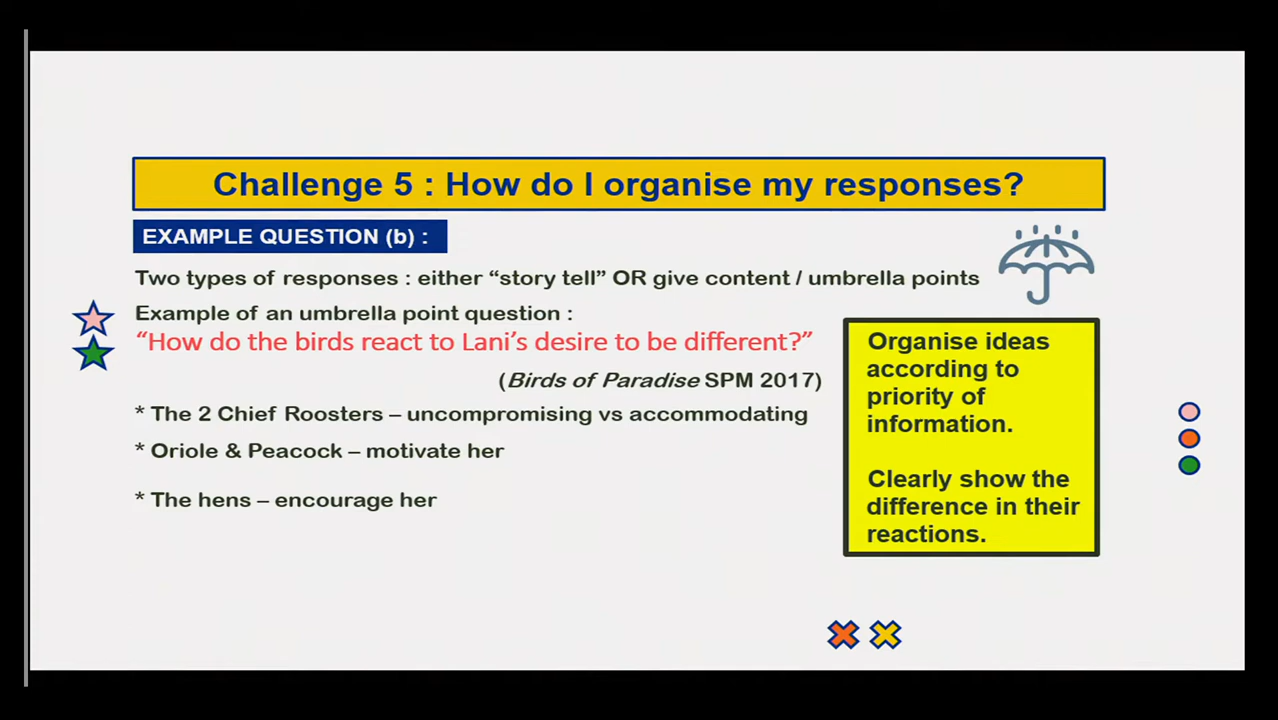 Challenge 5 : How do I organise my responses?
EXAMPLE QUESTION (b) :
Two types of responses : either “story tell” OR give content / umbrella points
Example of an umbrella point question :
“How do the birds react to Lani’s desire to be different?”
(Birds of Paradise SPM 2017)
* The 2 Chief Roosters – uncompromising vs accommodating
* Oriole & Peacock – motivate her
* The hens – encourage her
Organise ideas
according to
priority of
information.
Clearly show the
difference in their
reactions.